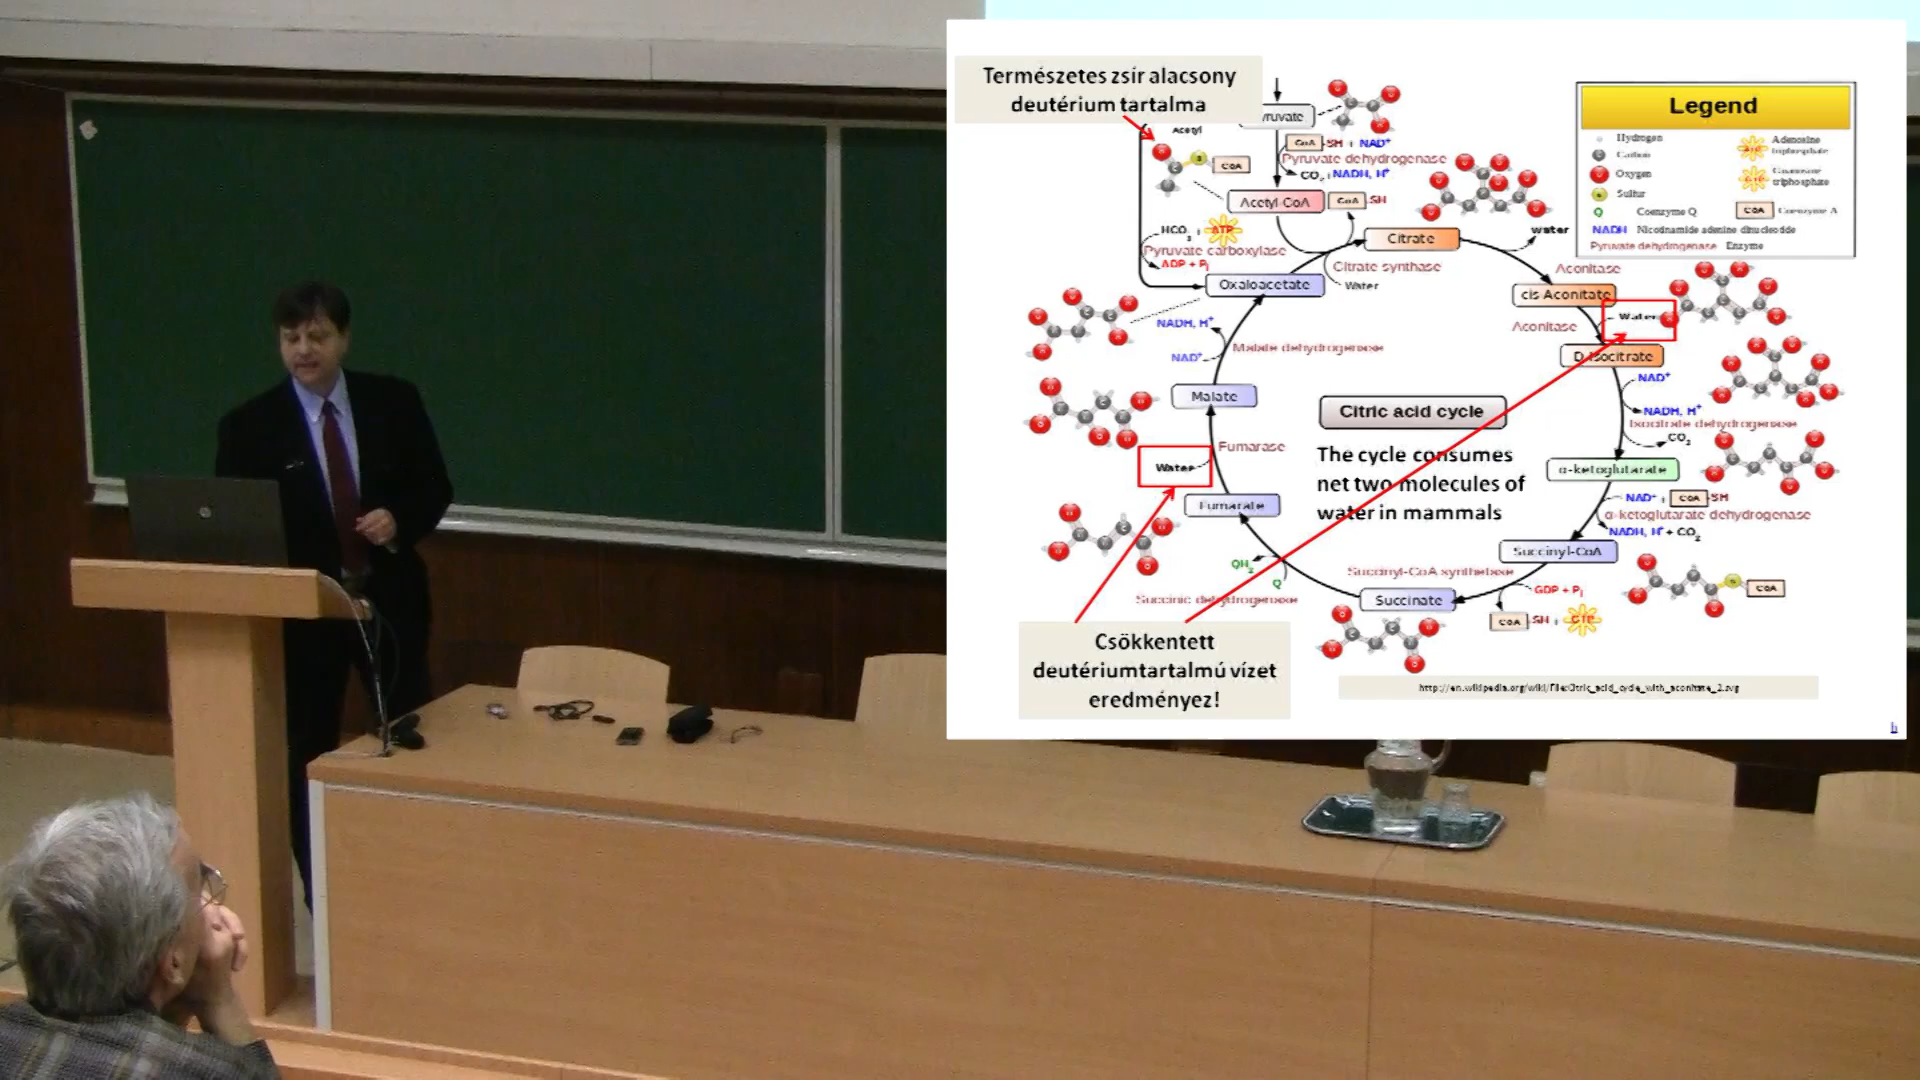 Természetes zsír alacsony
deutérium tartalma
Acetyl
CoA
CoA SH + NAD⁺
Pyruvate dehydrogenase
CO₂ NADH, H⁺
Acetyl-CoA
CoA SH
HCO₃⁻ + ATP
Pyruvate carboxylase
ADP + Pᵢ
Citrate
water
Citrate synthase
Water
Oxaloacetate
Aconitase
cis Aconitate
Water
Aconitase
D-Isocitrate
NADH, H⁺
NAD⁺
Malate dehydrogenase
NAD⁺
NADH, H⁺
Isocitrate dehydrogenase
CO₂
Malate
Citric acid cycle
Fumarase
Water
The cycle consumes
net two molecules of
water in mammals
α-ketoglutarate
NAD⁺ + CoA SH
α-ketoglutarate dehydrogenase
NADH, H⁺ + CO₂
Fumarate
Succinyl-CoA
QH₂
Q
Succinic dehydrogenase
Succinyl-CoA synthetase
GDP + Pᵢ
CoA
Succinate
CoA SH + GTP
Csökkentett
deutériumtartalmú vízet
eredményez!
http://en.wikipedia.org/wiki/File:Citric_acid_cycle_with_aconitate_2.svg
Legend
Hydrogen
Carbon
Oxygen
Sulfur
Q Coenzyme Q
NADH Nicotinamide adenine dinucleotide
Pyruvate dehydrogenase Enzyme
ATP Adenosine
triphosphate
GTP Guanosine
triphosphate
CoA Coenzyme A